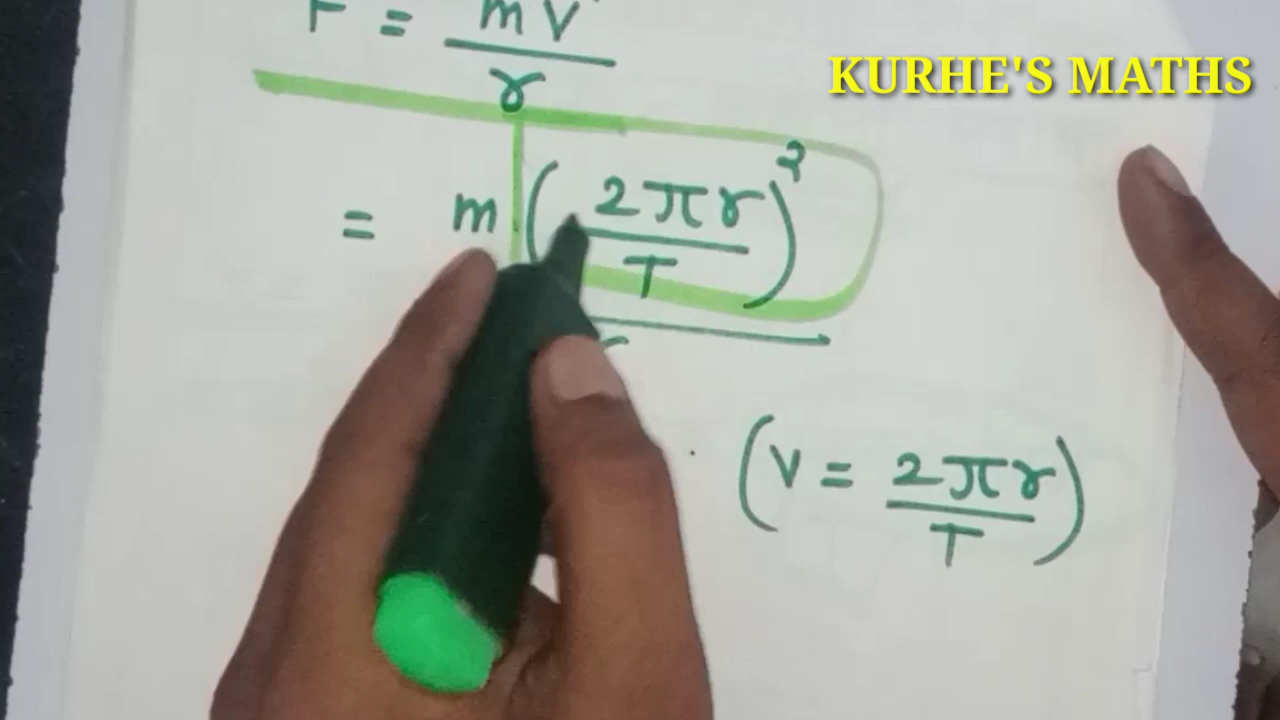 F = mv²/r
KURHE'S MATHS
= m (2πr/T)²/r
(v = 2πr/T)